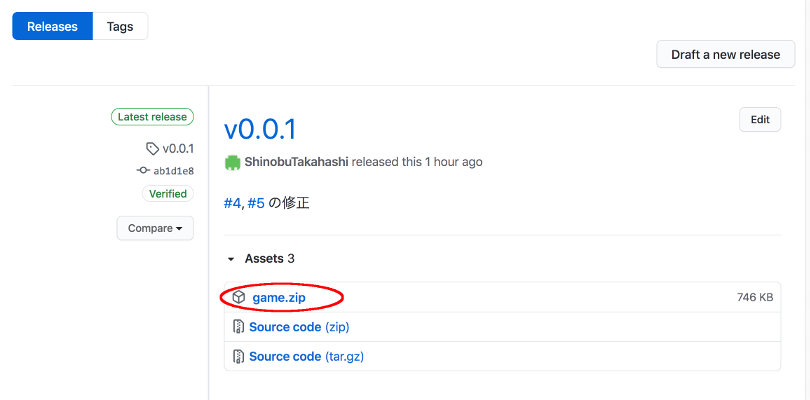 Releases Tags
Draft a new release
Latest release
v0.0.1
ab1d1e8
Verified
Compare
v0.0.1
Edit
ShinobuTakahashi released this 1 hour ago
#4, #5 の修正
Assets 3
game.zip 746 KB
Source code (zip)
Source code (tar.gz)